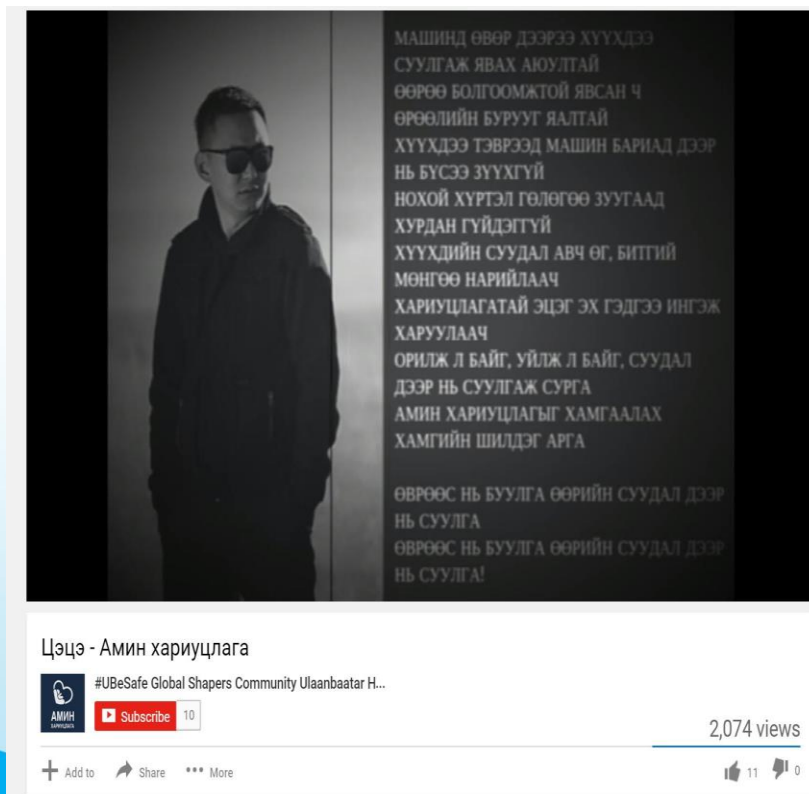 МАШИНД ӨВӨР ДЭЭРЭЭ ХҮҮХДЭЭ
СУУЛГАЖ ЯВАХ АЮУЛТАЙ
ӨӨРӨӨ БОЛГООМЖТОЙ ЯВСАН Ч
ӨРӨӨЛИЙН БУРУУГ ЯАЛТАЙ
ХҮҮХДЭЭ ТЭВРЭЭД МАШИН БАРИАД ДЭЭР
НЬ БҮСЭЭ ЗҮҮХГҮЙ
НОХОЙ ХҮРТЭЛ ГӨЛӨГӨӨ ЗУУГААД
ХУРДАН ГҮЙДЭГГҮЙ
ХҮҮХДИЙН СУУДАЛ АВЧ ӨГ, БИТГИЙ
МӨНГӨӨ НАРИЙЛААЧ
ХАРИУЦЛАГАТАЙ ЭЦЭГ ЭХ ГЭДГЭЭ ИНГЭЖ
ХАРУУЛААЧ
ОРИЛЖ Л БАЙГ, УЙЛЖ Л БАЙГ, СУУДАЛ
ДЭЭР НЬ СУУЛГАЖ СУРГА
АМИН ХАРИУЦЛАГЫГ ХАМГААЛАХ
ХАМГИЙН ШИЛДЭГ АРГА
ӨВРӨӨС НЬ БУУЛГА ӨӨРИЙН СУУДАЛ ДЭЭР
НЬ СУУЛГА
ӨВРӨӨС НЬ БУУЛГА ӨӨРИЙН СУУДАЛ ДЭЭР
НЬ СУУЛГА!
Цэцэ - Амин хариуцлага
#UBeSafe Global Shapers Community Ulaanbaatar H...
АМИН
ХАРИУЦЛАГА
Subscribe 10
2,074 views
Add to Share More 11 0